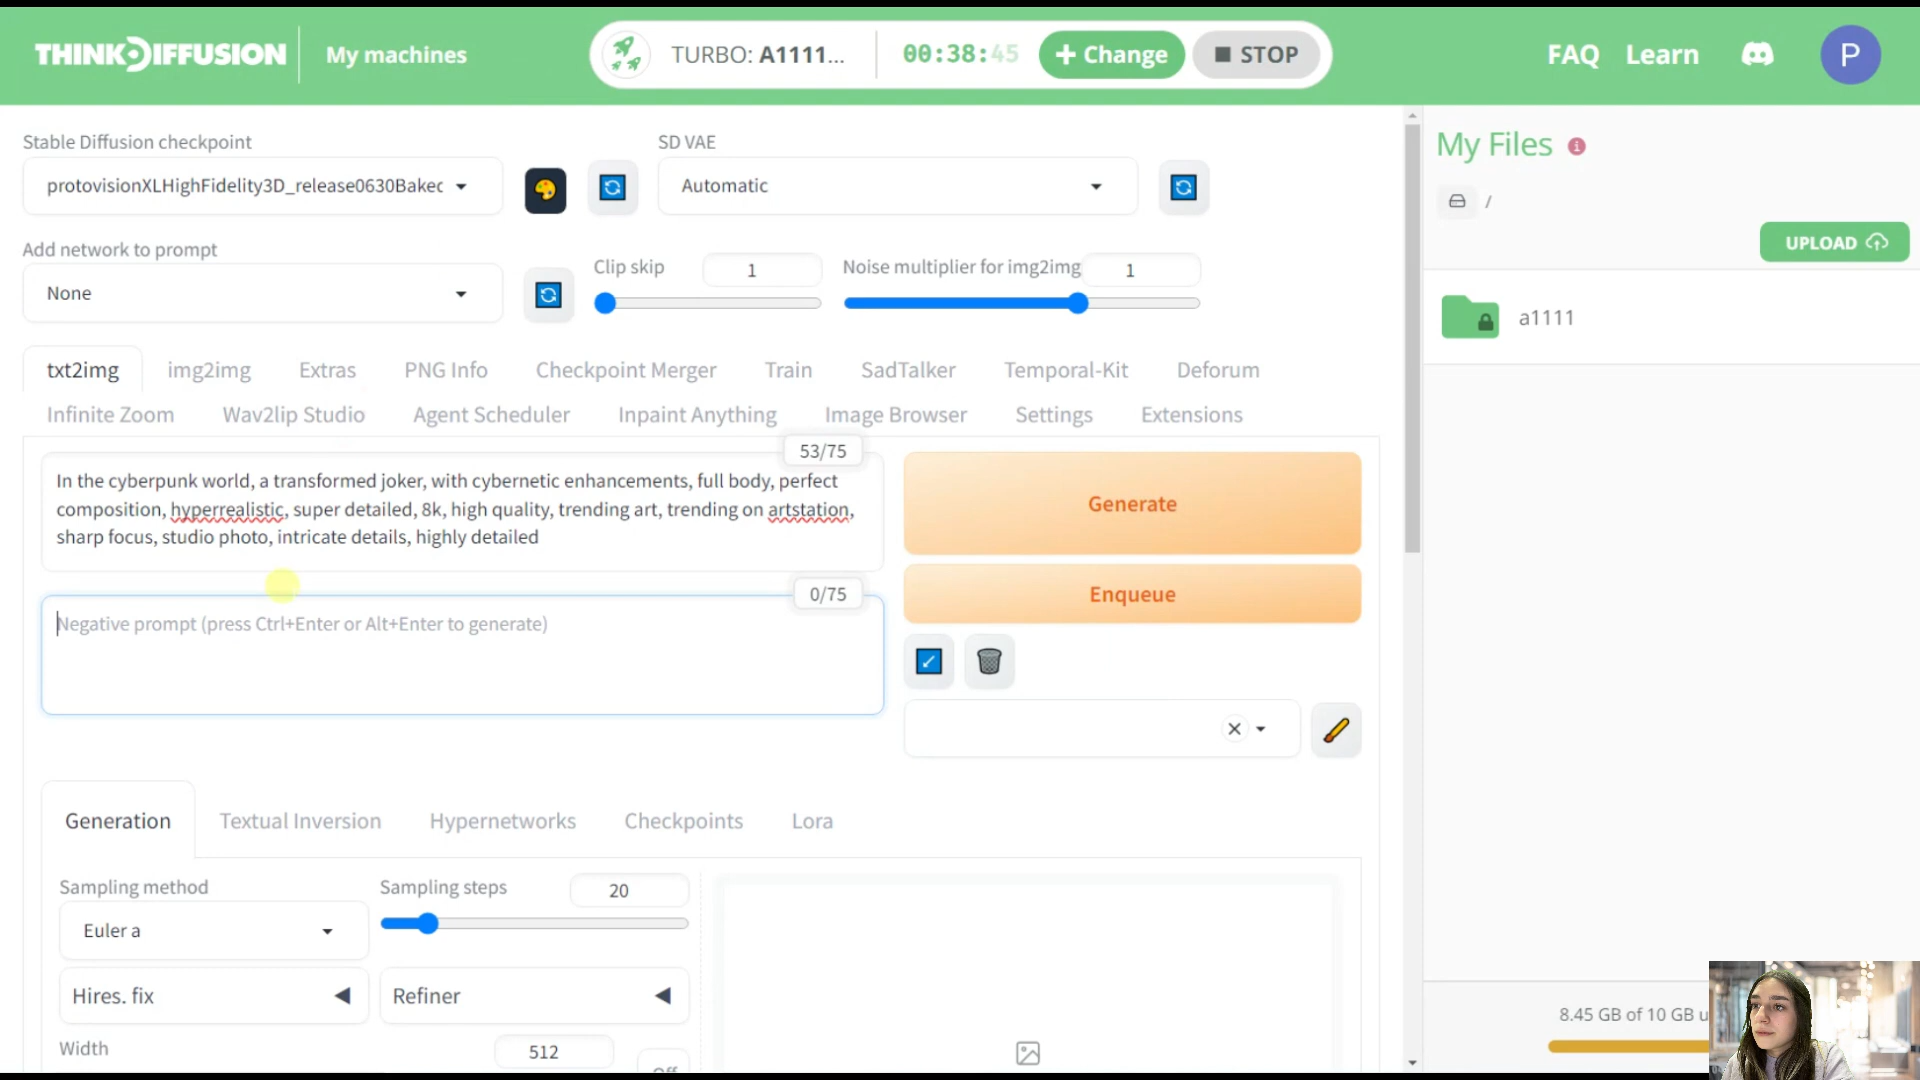 THINKDIFFUSION
My machines
TURBO: A1111...
00:38:45
+ Change
STOP
FAQ
Learn
P
Stable Diffusion checkpoint
protovisionXLHighFidelity3D_release0630Bakec
SD VAE
Automatic
Add network to prompt
None
Clip skip
1
Noise multiplier for img2img
1
txt2img
img2img
Extras
PNG Info
Checkpoint Merger
Train
SadTalker
Temporal-Kit
Deforum
Infinite Zoom
Wav2lip Studio
Agent Scheduler
Inpaint Anything
Image Browser
Settings
Extensions
53/75
In the cyberpunk world, a transformed joker, with cybernetic enhancements, full body, perfect
composition, hyperrealistic, super detailed, 8k, high quality, trending art, trending on artstation,
sharp focus, studio photo, intricate details, highly detailed
0/75
Negative prompt (press Ctrl+Enter or Alt+Enter to generate)
Generate
Enqueue
Generation
Textual Inversion
Hypernetworks
Checkpoints
Lora
Sampling method
Euler a
Sampling steps
20
Hires. fix
Refiner
Width
512
My Files
/
UPLOAD
a1111
8.45 GB of 10 GB u